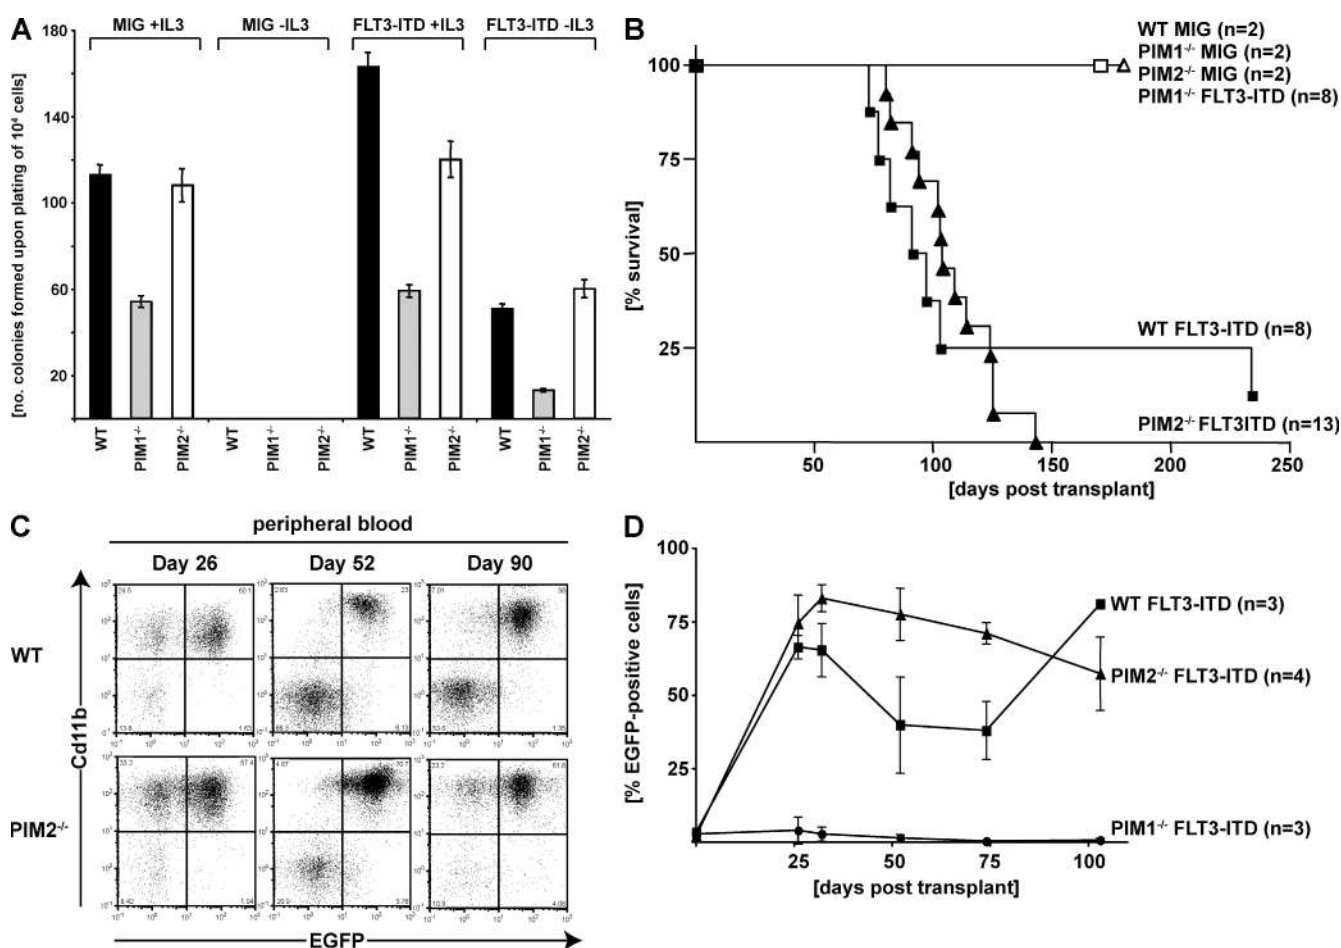 A
MIG +IL3
MIG -IL3
FLT3-ITD +IL3
FLT3-ITD -IL3
[no. colonies formed upon plating of 10⁴ cells]
180
140
100
60
20
WT
PIM1-/-
PIM2-/-
WT
PIM1-/-
PIM2-/-
WT
PIM1-/-
PIM2-/-
WT
PIM1-/-
PIM2-/-
B
WT MIG (n=2)
PIM1-/- MIG (n=2)
PIM2-/- MIG (n=2)
PIM1-/- FLT3-ITD (n=8)
[% survival]
100
75
50
25
WT FLT3-ITD (n=8)
PIM2-/- FLT3ITD (n=13)
50
100
150
200
250
[days post transplant]
C
peripheral blood
Day 26
Day 52
Day 90
WT
PIM2-/-
Cd11b
EGFP
D
[% EGFP-positive cells]
100
75
50
25
WT FLT3-ITD (n=3)
PIM2-/- FLT3-ITD (n=4)
PIM1-/- FLT3-ITD (n=3)
25
50
75
100
[days post transplant]